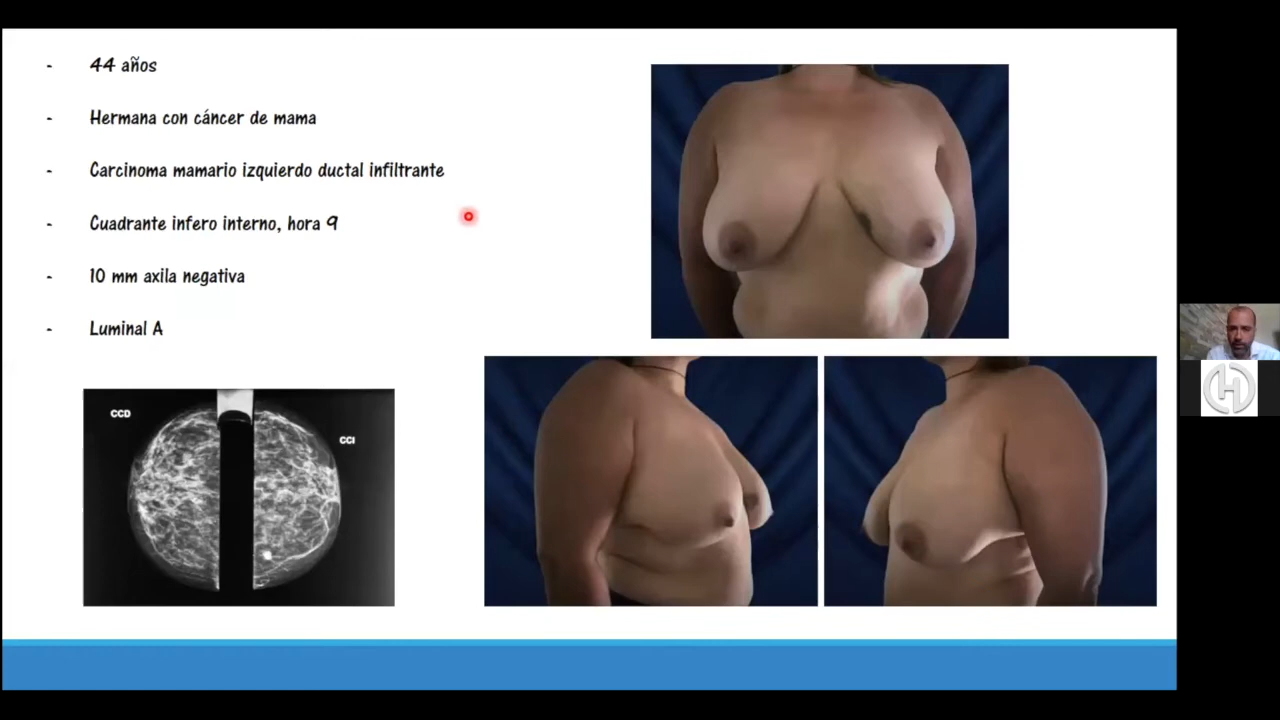 - 44 años
- Hermana con cáncer de mama
- Carcinoma mamario izquierdo ductal infiltrante
- Cuadrante infero interno, hora 9
- 10 mm axila negativa
- Luminal A
CCD
CCI